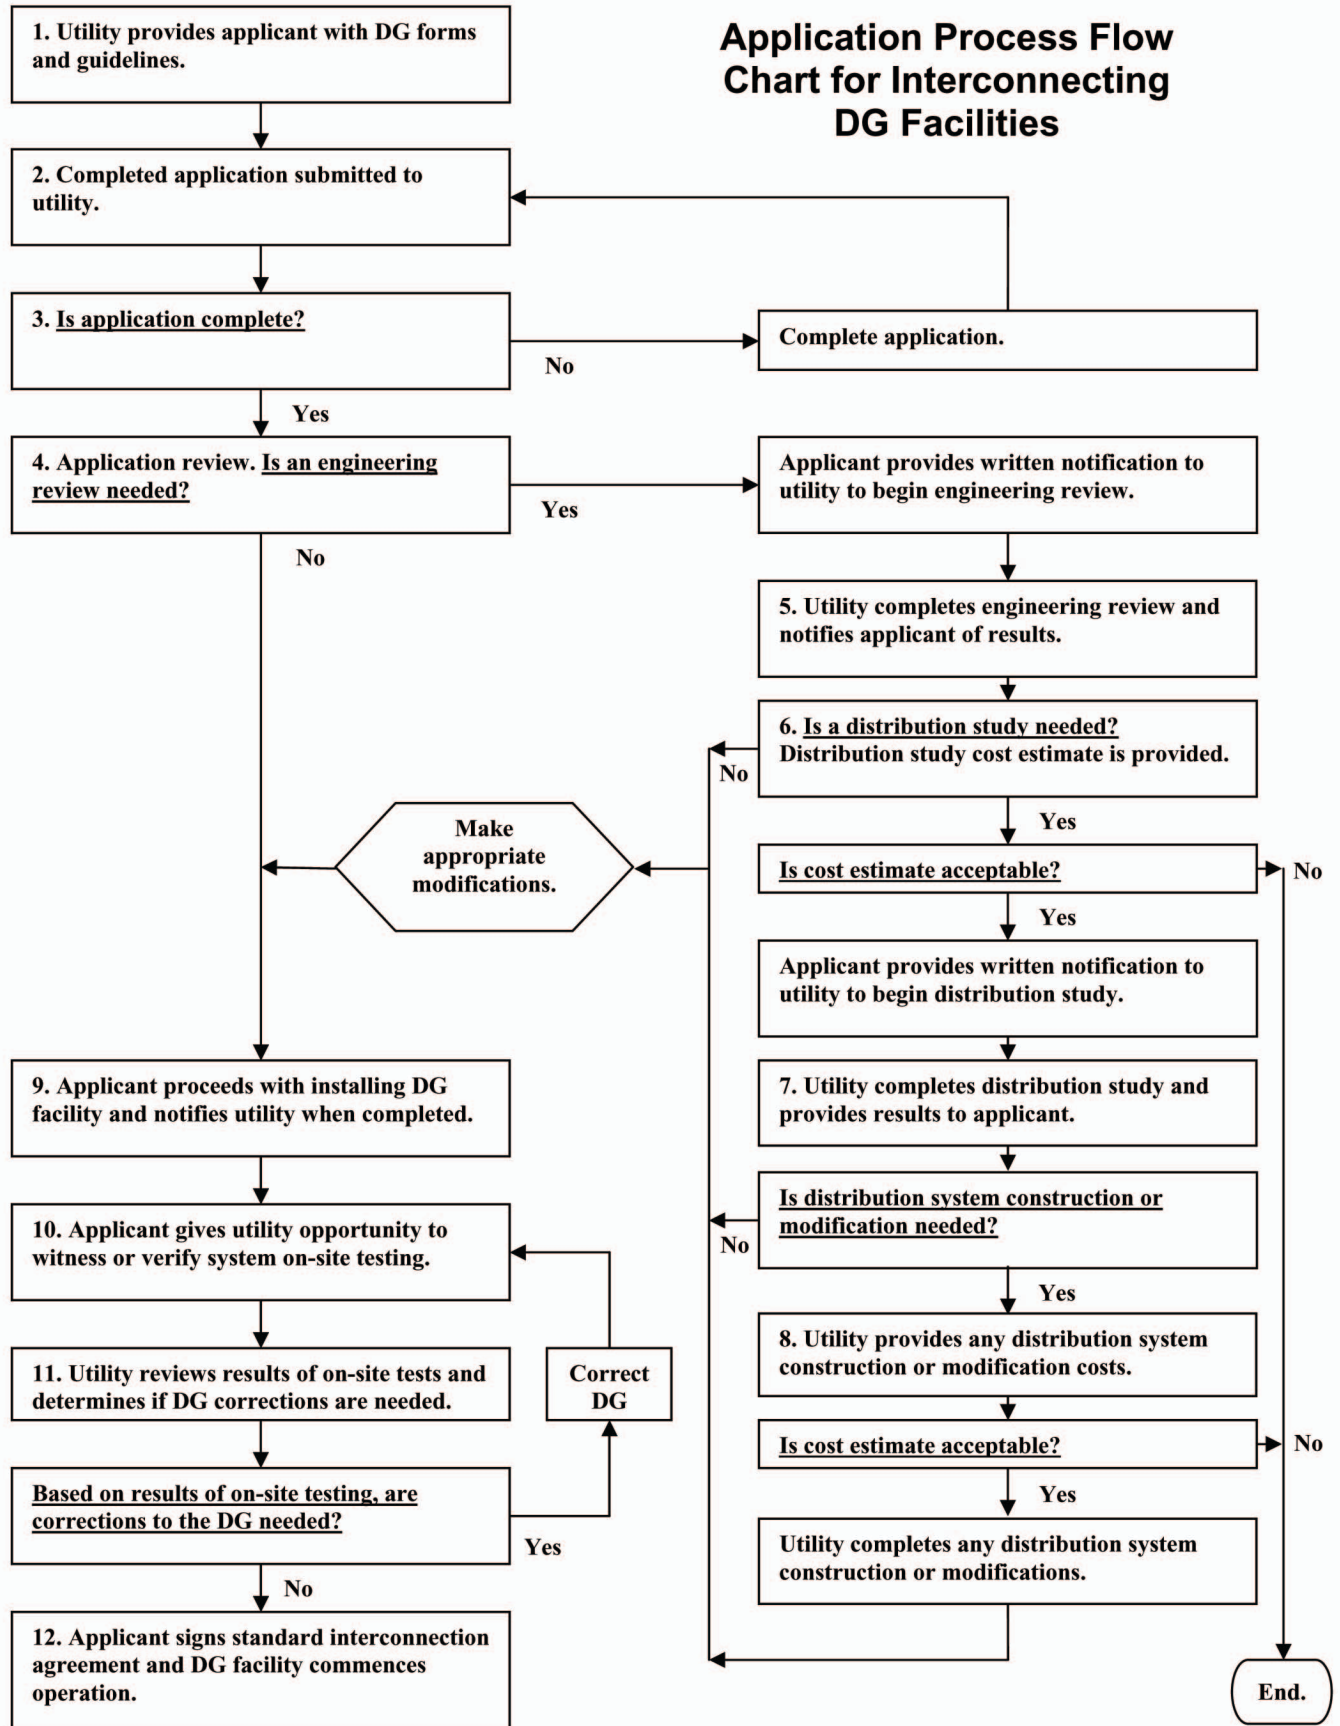 Application Process Flow
Chart for Interconnecting
DG Facilities
1. Utility provides applicant with DG forms
and guidelines.
2. Completed application submitted to
utility.
3. Is application complete?
No
Complete application.
Yes
4. Application review. Is an engineering
review needed?
Yes
No
Applicant provides written notification to
utility to begin engineering review.
5. Utility completes engineering review and
notifies applicant of results.
6. Is a distribution study needed?
Distribution study cost estimate is provided.
No
Yes
Make
appropriate
modifications.
Is cost estimate acceptable?
No
Yes
Applicant provides written notification to
utility to begin distribution study.
7. Utility completes distribution study and
provides results to applicant.
Is distribution system construction or
modification needed?
No
Yes
8. Utility provides any distribution system
construction or modification costs.
Is cost estimate acceptable?
No
Yes
Utility completes any distribution system
construction or modifications.
End.
9. Applicant proceeds with installing DG
facility and notifies utility when completed.
10. Applicant gives utility opportunity to
witness or verify system on-site testing.
11. Utility reviews results of on-site tests and
determines if DG corrections are needed.
Correct
DG
Based on results of on-site testing, are
corrections to the DG needed?
Yes
No
12. Applicant signs standard interconnection
agreement and DG facility commences
operation.